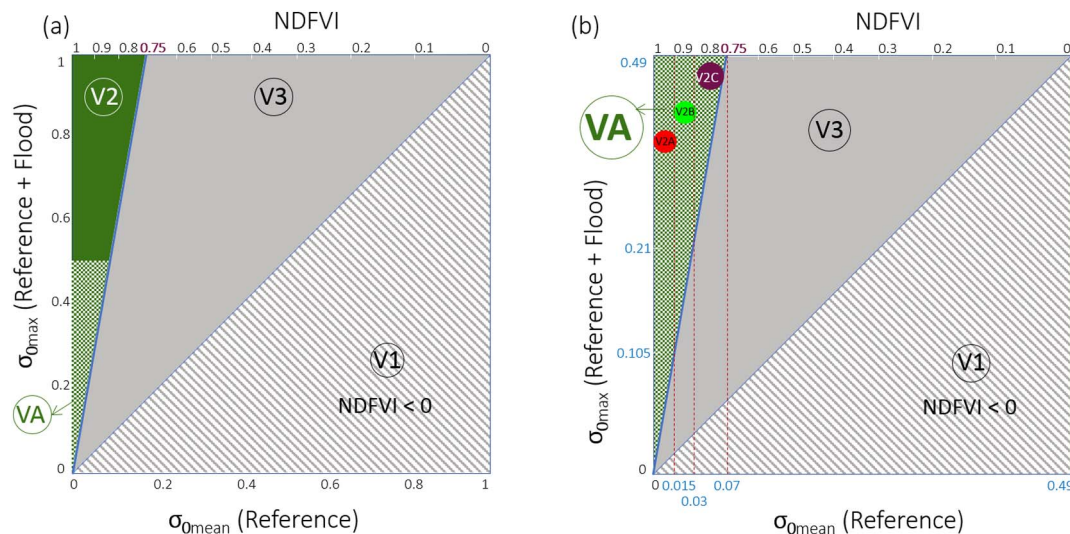 (a)
NDFVI
1 0.9 0.8 0.75 0.6 0.5 0.4 0.3 0.2 0.1 0
1
0.8
0.6
0.4
0.2
0
σ0max (Reference + Flood)
V2
V3
VA
V1
NDFVI < 0
0 0.2 0.4 0.6 0.8 1
σ0mean (Reference)
(b)
NDFVI
1 0.9 0.8 0.75 0.6 0.5 0.4 0.3 0.2 0.1 0
0.49
0.21
0.105
0
σ0max (Reference + Flood)
V2C
VA
V2B
V2A
V3
V1
NDFVI < 0
0 0.015 0.07 0.49
0.03
σ0mean (Reference)